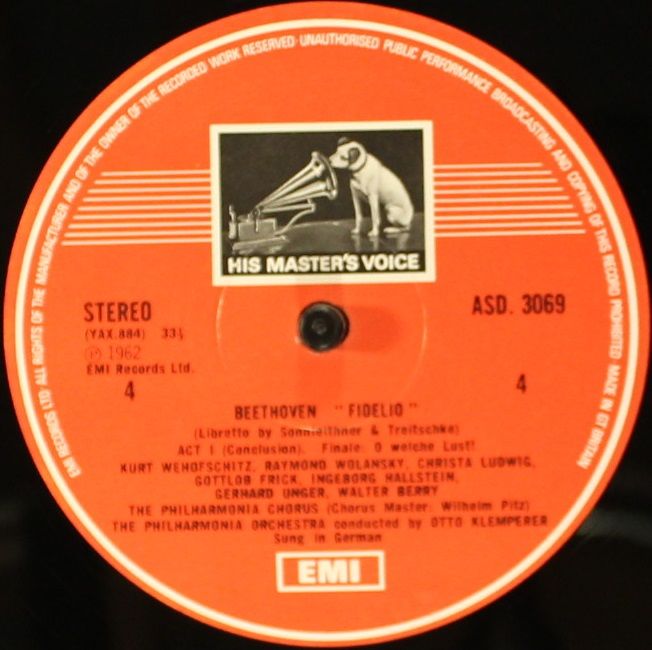 EMI RECORDS LTD · ALL RIGHTS OF THE MANUFACTURER AND OF THE OWNER OF THE RECORDED WORK RESERVED · UNAUTHORISED PUBLIC PERFORMANCE BROADCASTING AND COPYING OF THIS RECORD PROHIBITED MADE IN GT BRITAIN
HIS MASTER'S VOICE
STEREO
ASD. 3069
(YAX.884) 33⅓
Ⓟ 1962
EMI Records Ltd.
4
4
BEETHOVEN "FIDELIO"
(Libretto by Sonnleithner & Treitschke)
ACT I (Conclusion). Finale: O welche Lust!
KURT WEHOFSCHITZ, RAYMOND WOLANSKY, CHRISTA LUDWIG,
GOTTLOB FRICK, INGEBORG HALLSTEIN,
GERHARD UNGER, WALTER BERRY
THE PHILHARMONIA CHORUS (Chorus Master: Wilhelm Pitz)
THE PHILHARMONIA ORCHESTRA conducted by OTTO KLEMPERER
Sung in German
EMI